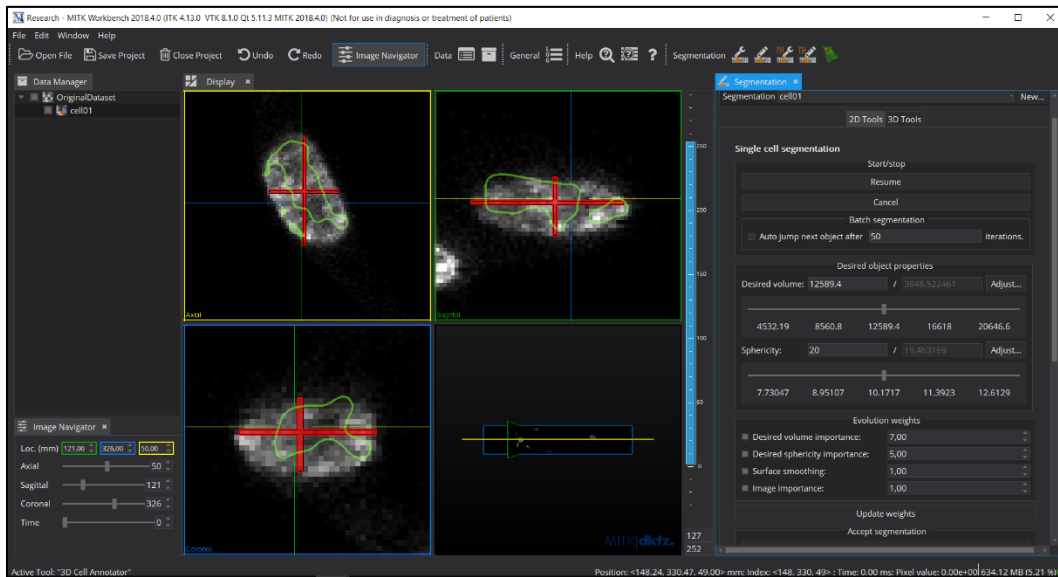 Research - MITK Workbench 2018.4.0 (ITK 4.13.0 VTK 8.1.0 Qt 5.11.3 MITK 2018.4.0) (Not for use in diagnosis or treatment of patients)
File Edit Window Help
Open File Save Project Close Project Undo Redo Image Navigator Data General Help Segmentation
Data Manager
OriginalDataset
cell01
Display
Axial
Sagittal
Coronal
MITK|dkfz.
250
200
150
100
50
0
127
252
Image Navigator
Loc. (mm) 121,00 326,00 50,00
Axial 50
Sagittal 121
Coronal 326
Time 0
Segmentation
Segmentation cell01 New...
2D Tools 3D Tools
Single cell segmentation
Start/stop
Resume
Cancel
Batch segmentation
Auto jump next object after 50 iterations.
Desired object properties
Desired volume: 12589.4 / 3848.522461 Adjust...
4532.19 8560.8 12589.4 16618 20646.6
Sphericity: 20 / 19.463169 Adjust...
7.73047 8.95107 10.1717 11.3923 12.6129
Evolution weights
Desired volume importance: 7,00
Desired sphericity importance: 5,00
Surface smoothing: 1,00
Image importance: 1,00
Update weights
Accept segmentation
Active Tool: "3D Cell Annotator"
Position: <148.24, 330.47, 49.00> mm; Index: <148, 330, 49> ; Time: 0.00 ms; Pixel value: 0.00e+00 634.12 MB (5.21 %)